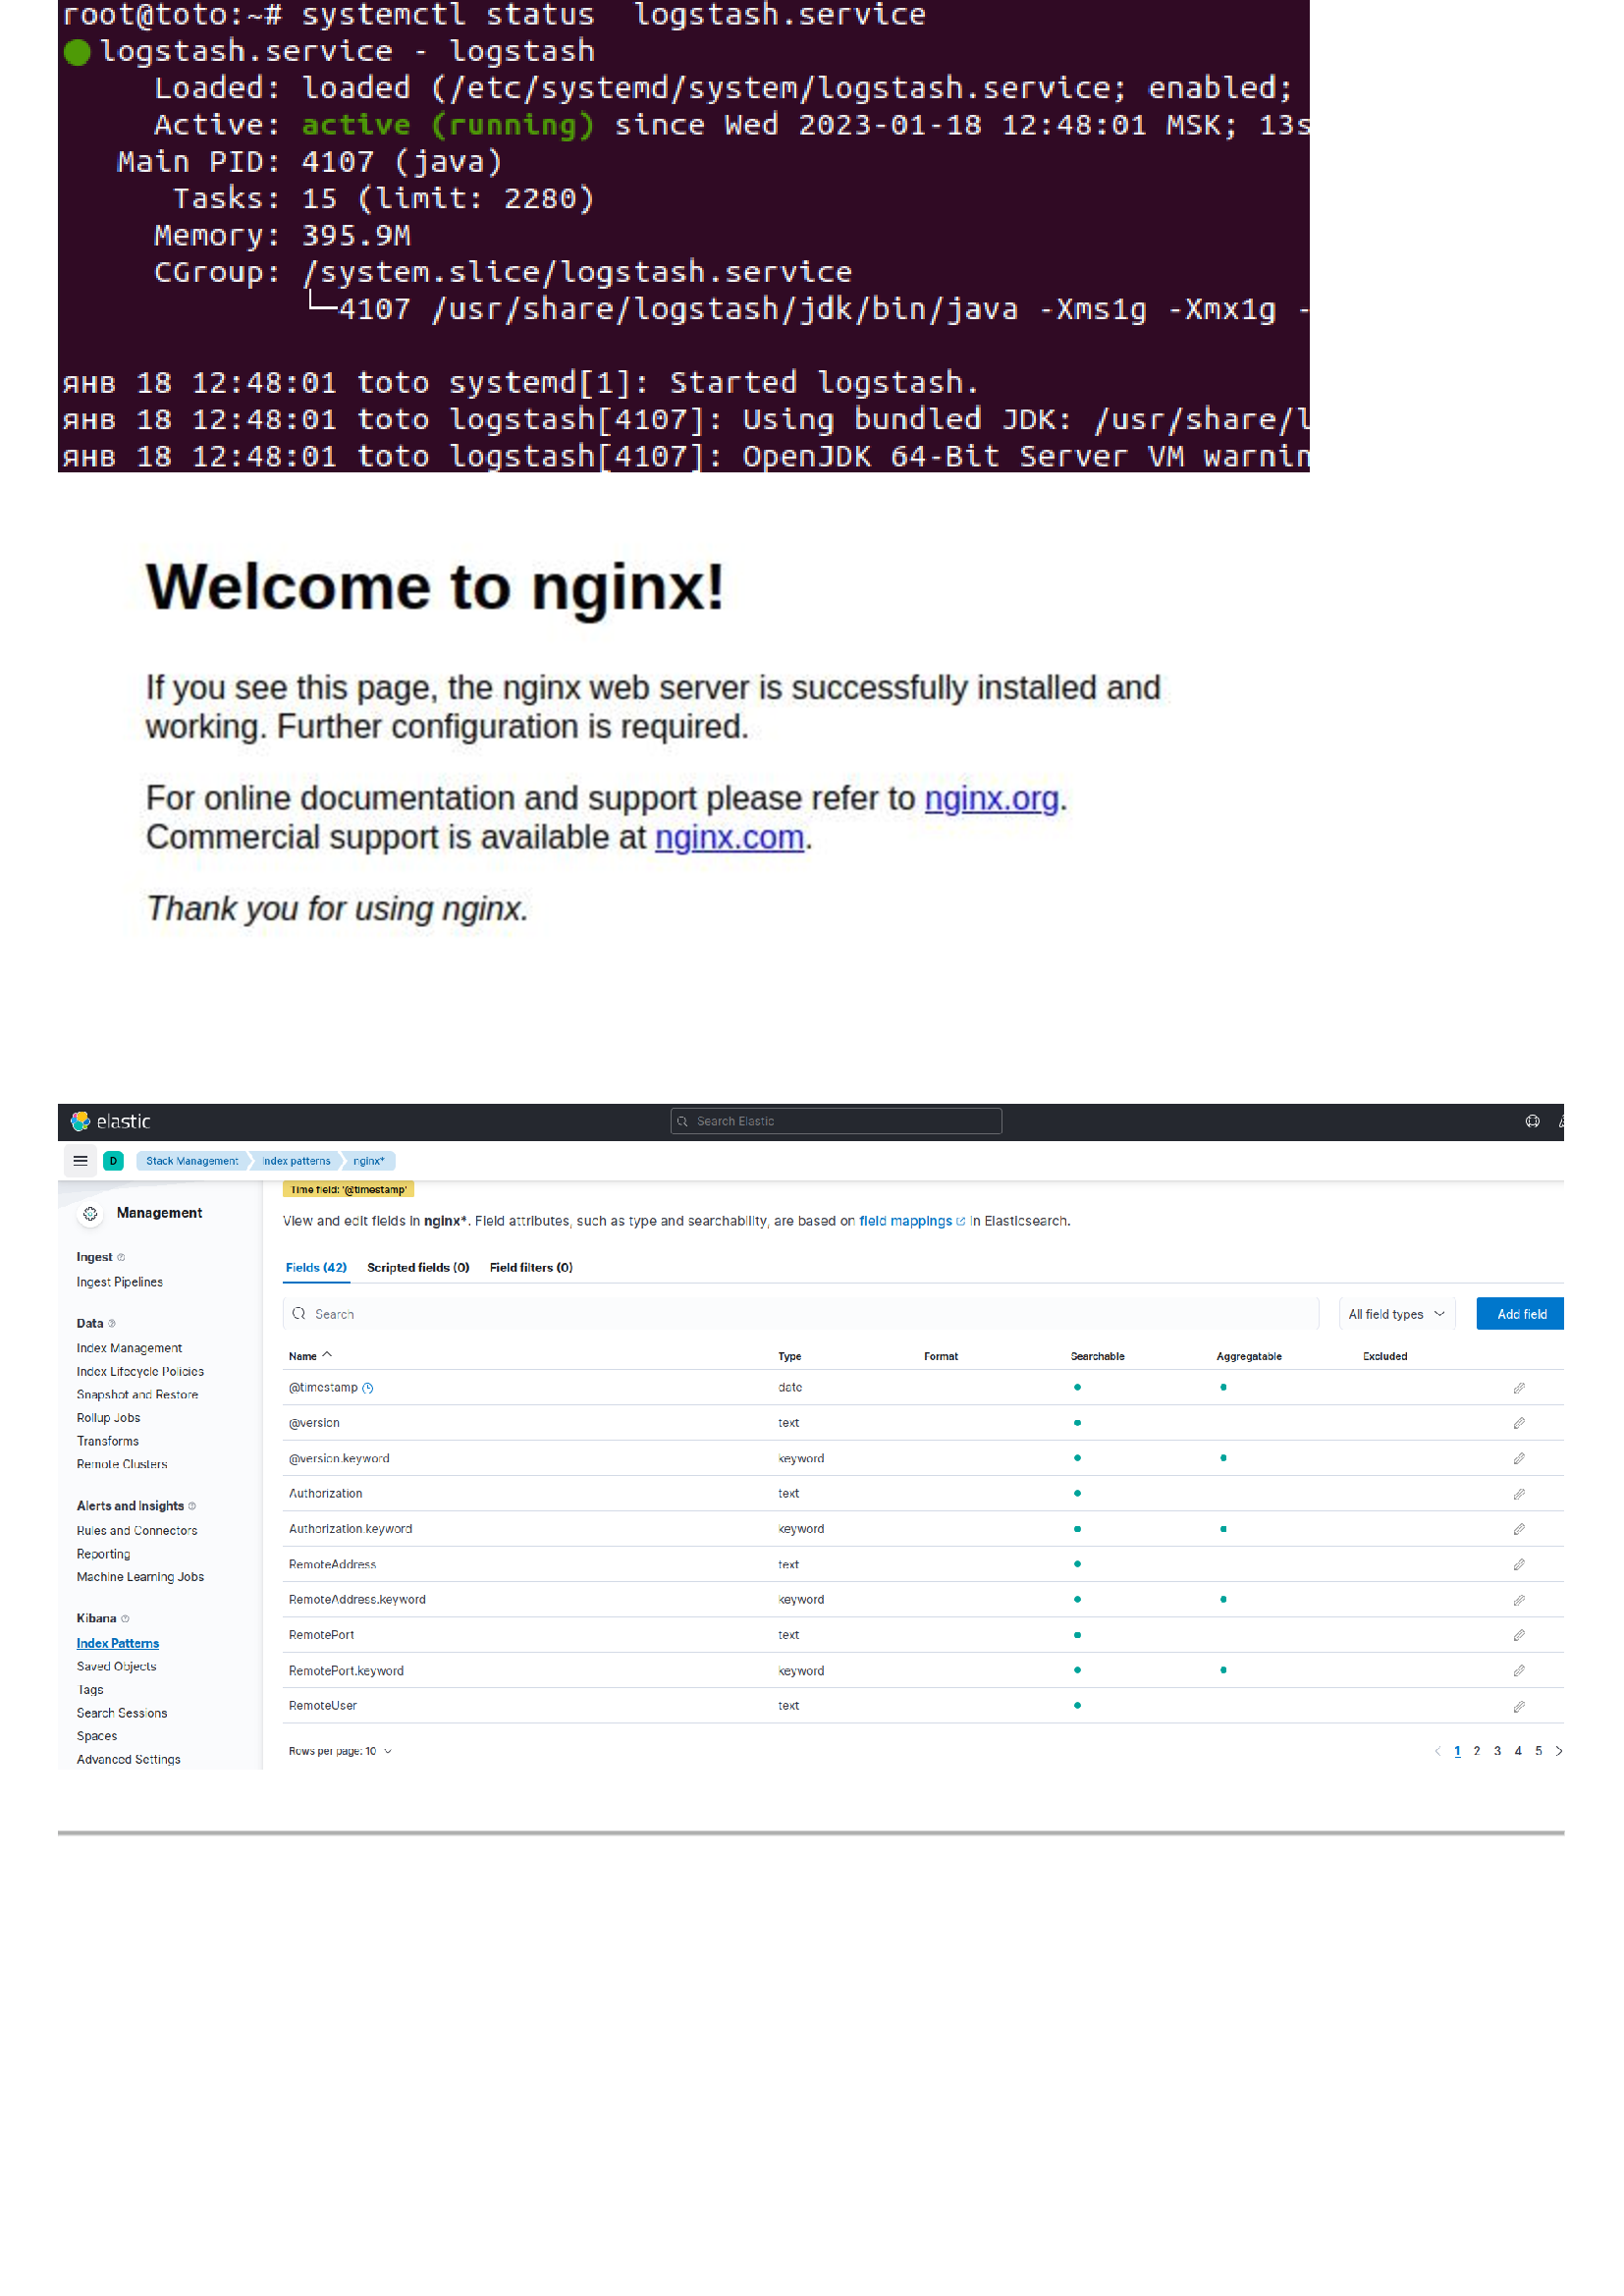 root@toto:~# systemctl status  logstash.service
logstash.service - logstash
Loaded: loaded (/etc/systemd/system/logstash.service; enabled;
Active: active (running) since Wed 2023-01-18 12:48:01 MSK; 13s
Main PID: 4107 (java)
Tasks: 15 (limit: 2280)
Memory: 395.9M
CGroup: /system.slice/logstash.service
└─4107 /usr/share/logstash/jdk/bin/java -Xms1g -Xmx1g -
янв 18 12:48:01 toto systemd[1]: Started logstash.
янв 18 12:48:01 toto logstash[4107]: Using bundled JDK: /usr/share/l
янв 18 12:48:01 toto logstash[4107]: OpenJDK 64-Bit Server VM warnin
Welcome to nginx!
If you see this page, the nginx web server is successfully installed and
working. Further configuration is required.
For online documentation and support please refer to nginx.org.
Commercial support is available at nginx.com.
Thank you for using nginx.
elastic
Search Elastic
D Stack Management Index patterns nginx*
Time field: '@timestamp'
Management
View and edit fields in nginx*. Field attributes, such as type and searchability, are based on field mappings in Elasticsearch.
Ingest
Ingest Pipelines
Data
Index Management
Index Lifecycle Policies
Snapshot and Restore
Rollup Jobs
Transforms
Remote Clusters
Alerts and Insights
Rules and Connectors
Reporting
Machine Learning Jobs
Kibana
Index Patterns
Saved Objects
Tags
Search Sessions
Spaces
Advanced Settings
Fields (42) Scripted fields (0) Field filters (0)
Search All field types Add field
Name Type Format Searchable Aggregatable Excluded
@timestamp date
@version text
@version.keyword keyword
Authorization text
Authorization.keyword keyword
RemoteAddress text
RemoteAddress.keyword keyword
RemotePort text
RemotePort.keyword keyword
RemoteUser text
Rows per page: 10 1 2 3 4 5